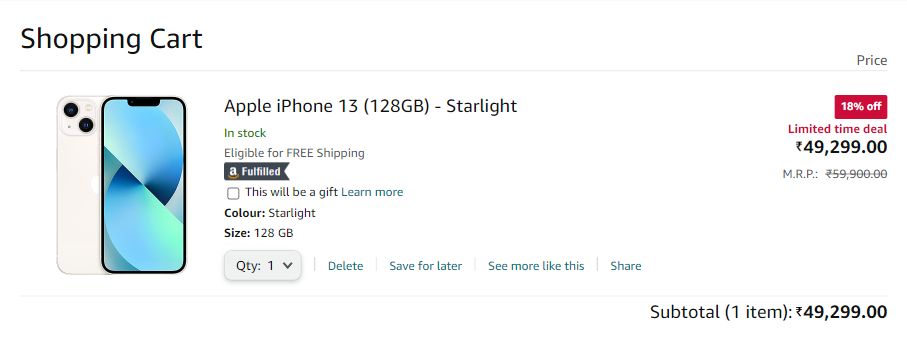 Shopping Cart
Price
Apple iPhone 13 (128GB) - Starlight
18% off
In stock
Limited time deal
₹49,299.00
Eligible for FREE Shipping
a Fulfilled
M.R.P.: ₹59,900.00
This will be a gift Learn more
Colour: Starlight
Size: 128 GB
Qty: 1 Delete Save for later See more like this Share
Subtotal (1 item): ₹49,299.00